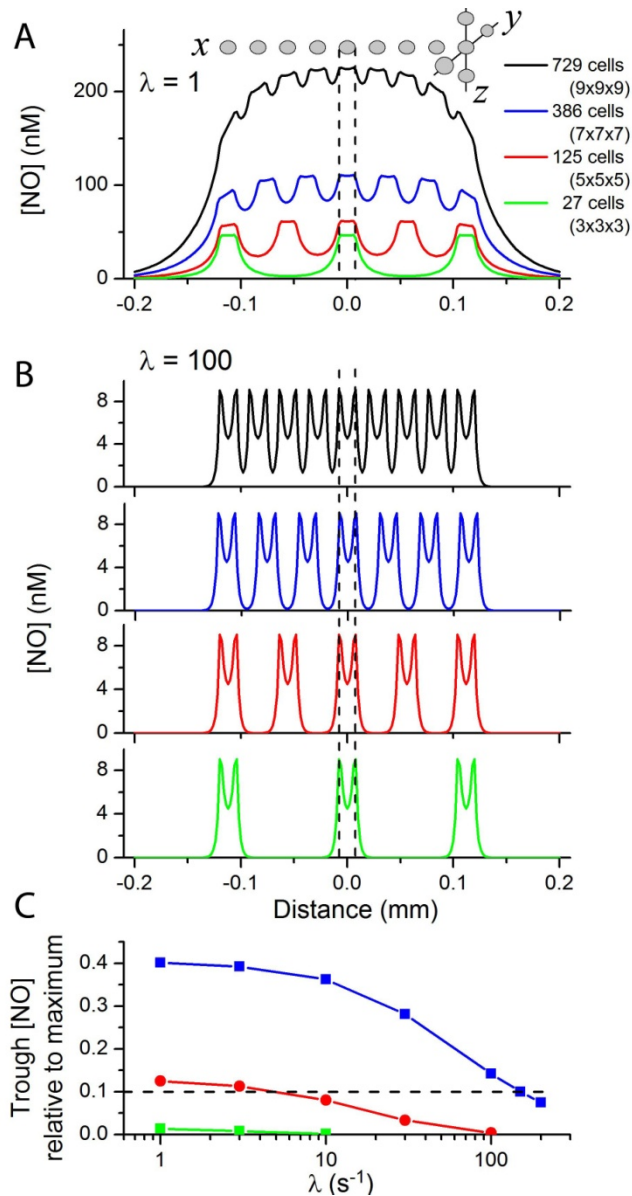 A
x
y
z
λ = 1
729 cells
(9x9x9)
386 cells
(7x7x7)
125 cells
(5x5x5)
27 cells
(3x3x3)
[NO] (nM)
200
100
0
-0.2 -0.1 0.0 0.1 0.2
B
λ = 100
8
4
0
8
4
0
[NO] (nM)
8
4
0
8
4
0
-0.2 -0.1 0.0 0.1 0.2
Distance (mm)
C
Trough [NO]
relative to maximum
0.4
0.3
0.2
0.1
0.0
1 10 100
λ (s⁻¹)